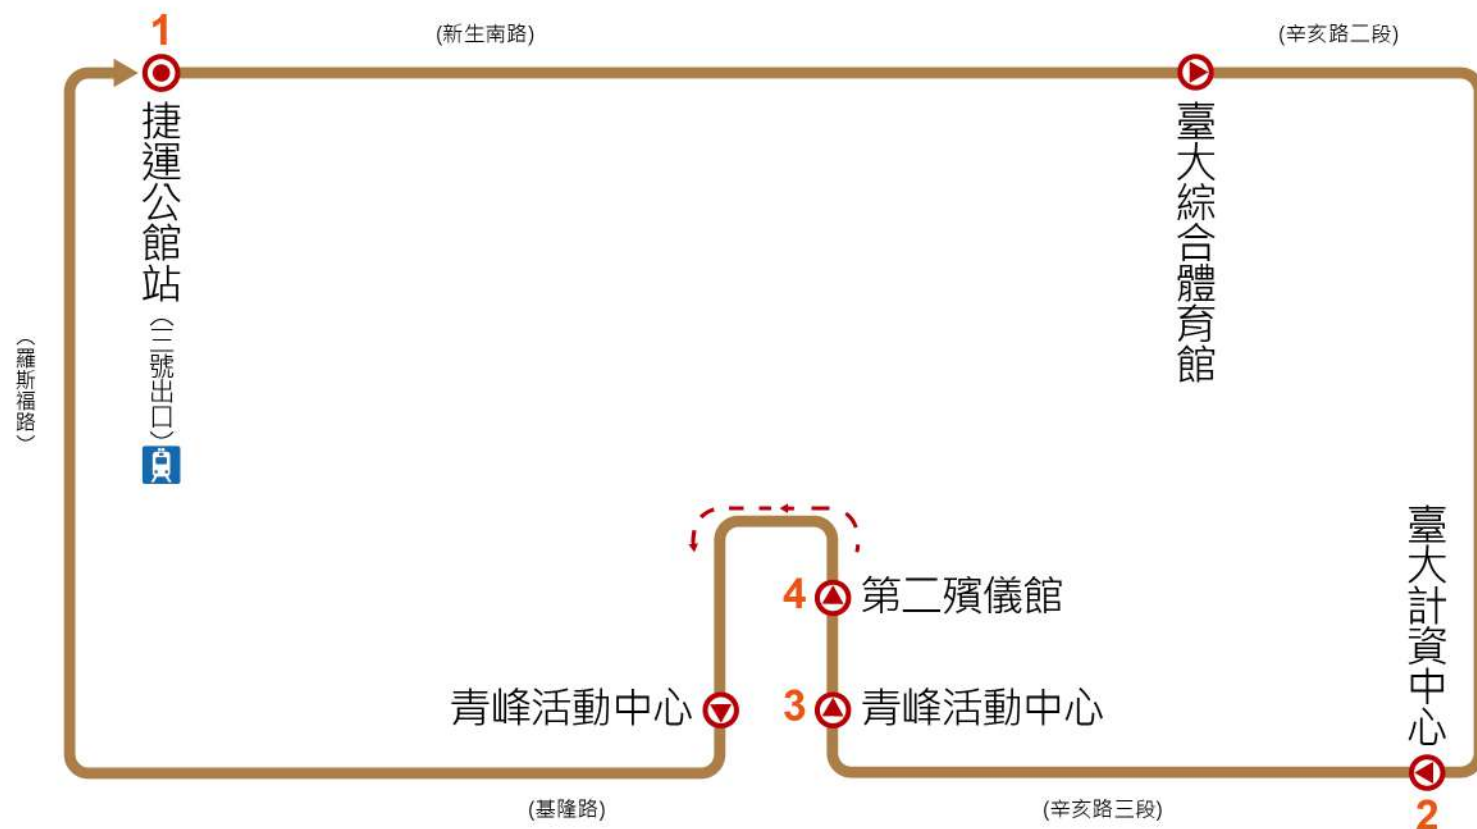 1
(新生南路)
(辛亥路二段)
捷運公館站
(二號出口)
臺大綜合體育館
(羅斯福路)
臺大計資中心
4
第二殯儀館
青峰活動中心
3
青峰活動中心
(基隆路)
(辛亥路三段)
2